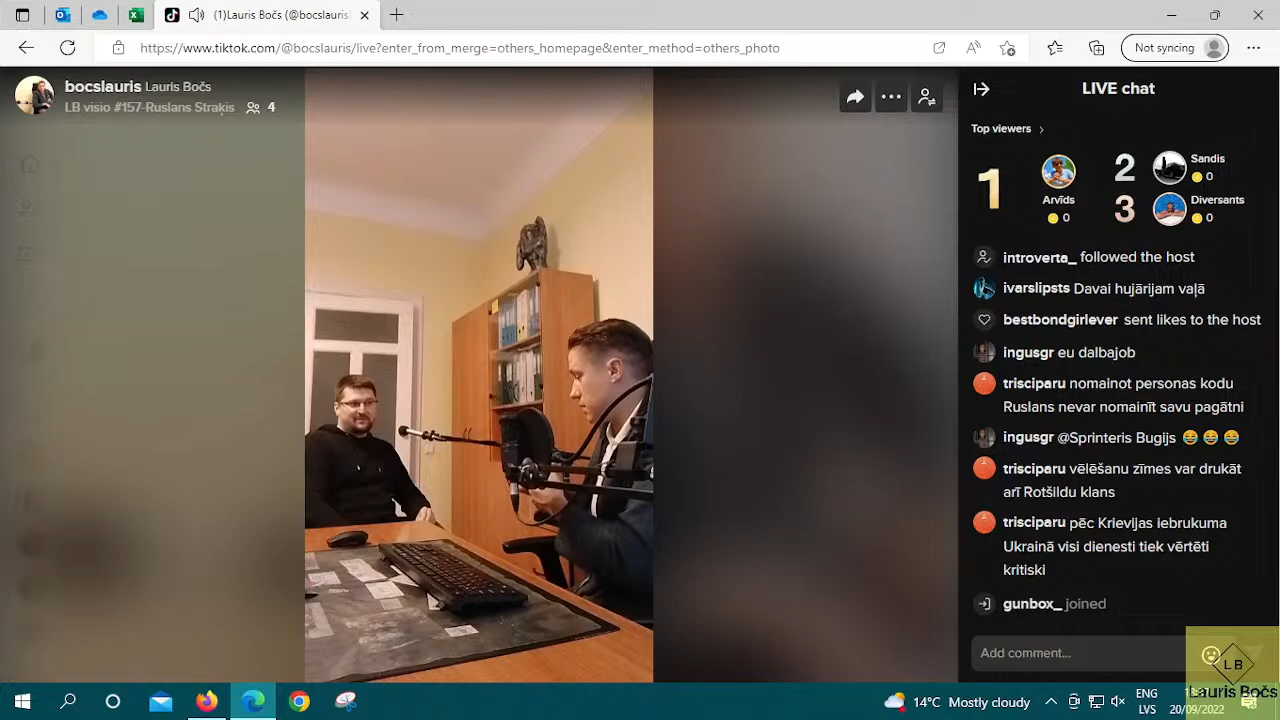 (1)Lauris Bočs (@bocslauris
https://www.tiktok.com/@bocslauris/live?enter_from_merge=others_homepage&enter_method=others_photo
Not syncing
bocslauris Lauris Bočs
LB visio #157-Ruslans Straķis 4
LIVE chat
Top viewers
1
Arvīds
0
2
Sandis
0
3
Diversants
0
introverta_ followed the host
ivarslipsts Davai hujārijam vaļā
bestbondgirlever sent likes to the host
ingusgr eu dalbajob
trisciparu nomainot personas kodu
Ruslans nevar nomainīt savu pagātni
ingusgr @Sprinteris Bugijs 😂 😂 😂
trisciparu vēlēšanu zīmes var drukāt
arī Rotšildu klans
trisciparu pēc Krievijas iebrukuma
Ukrainā visi dienesti tiek vērtēti
kritiski
gunbox_ joined
Add comment...
LB
Lauris Bočs
14°C Mostly cloudy
ENG
LVS
20/09/2022